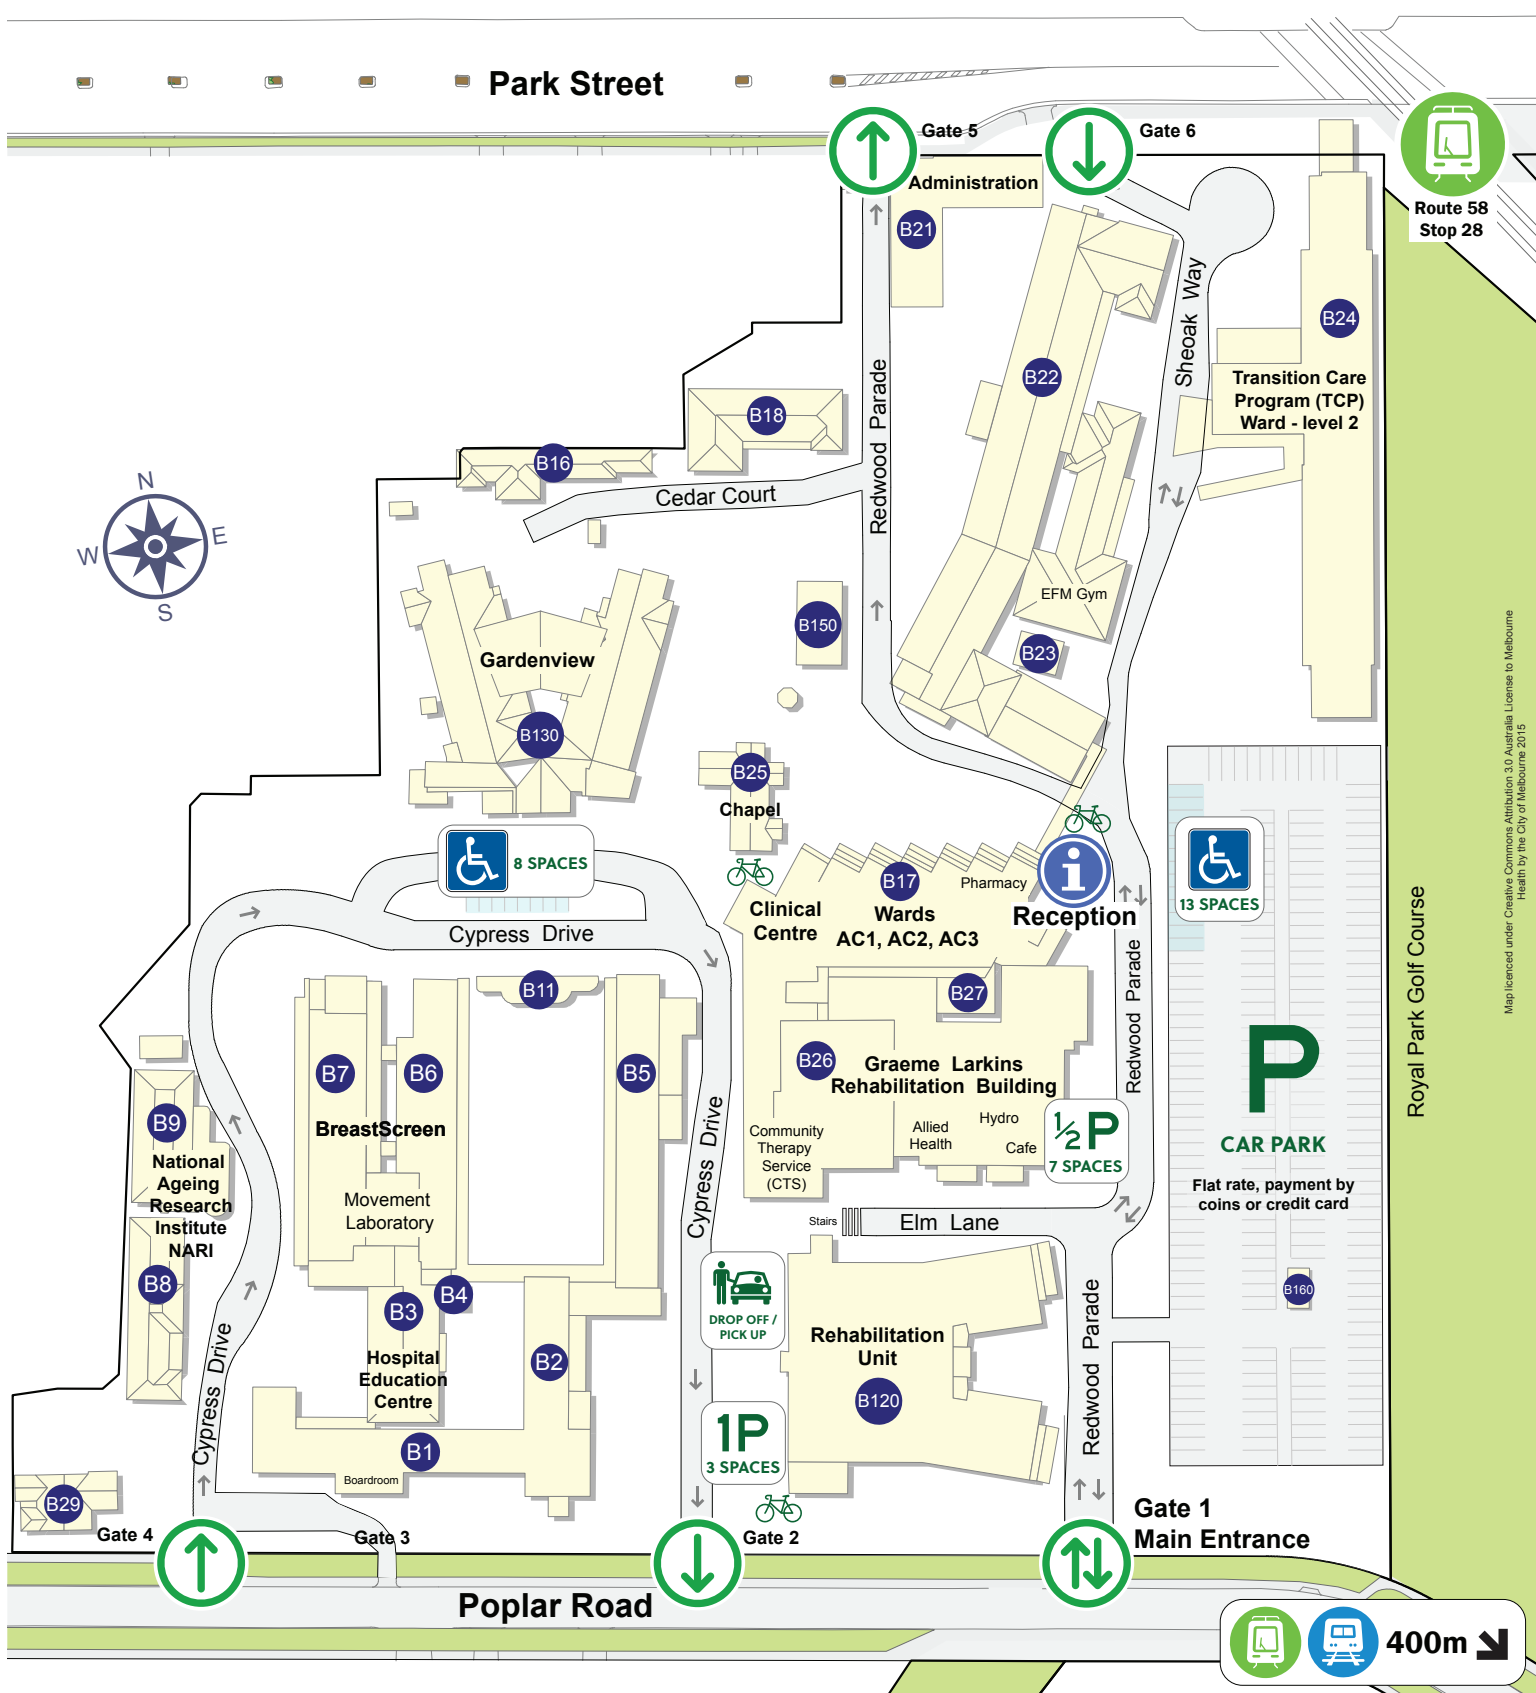 Park Street
Gate 5
Gate 6
Administration
B21
Route 58
Stop 28
Sheoak Way
B24
B22
Transition Care
Program (TCP)
Ward - level 2
Redwood Parade
B18
B16
Cedar Court
N
W
E
S
EFM Gym
B150
B23
Gardenview
B130
B25
Chapel
Map licenced under Creative Commons Attribution 3.0 Australia License to Melbourne
Health by the City of Melbourne 2015
8 SPACES
B17
Pharmacy
Clinical
Centre
Wards
AC1, AC2, AC3
i
Reception
13 SPACES
Cypress Drive
B11
B27
Redwood Parade
Royal Park Golf Course
B7
B6
B5
B26
Graeme Larkins
Rehabilitation Building
P
CAR PARK
Flat rate, payment by
coins or credit card
B9
BreastScreen
National
Ageing
Research
Institute
NARI
Movement
Laboratory
Cypress Drive
Community
Therapy
Service
(CTS)
Allied
Health
Hydro
Cafe
1/2 P
7 SPACES
Stairs
Elm Lane
B8
B4
B3
B160
DROP OFF /
PICK UP
Rehabilitation
Unit
Redwood Parade
Hospital
Education
Centre
B2
B120
Cypress Drive
B1
Boardroom
1P
3 SPACES
B29
Gate 4
Gate 3
Gate 2
Gate 1
Main Entrance
Poplar Road
400m